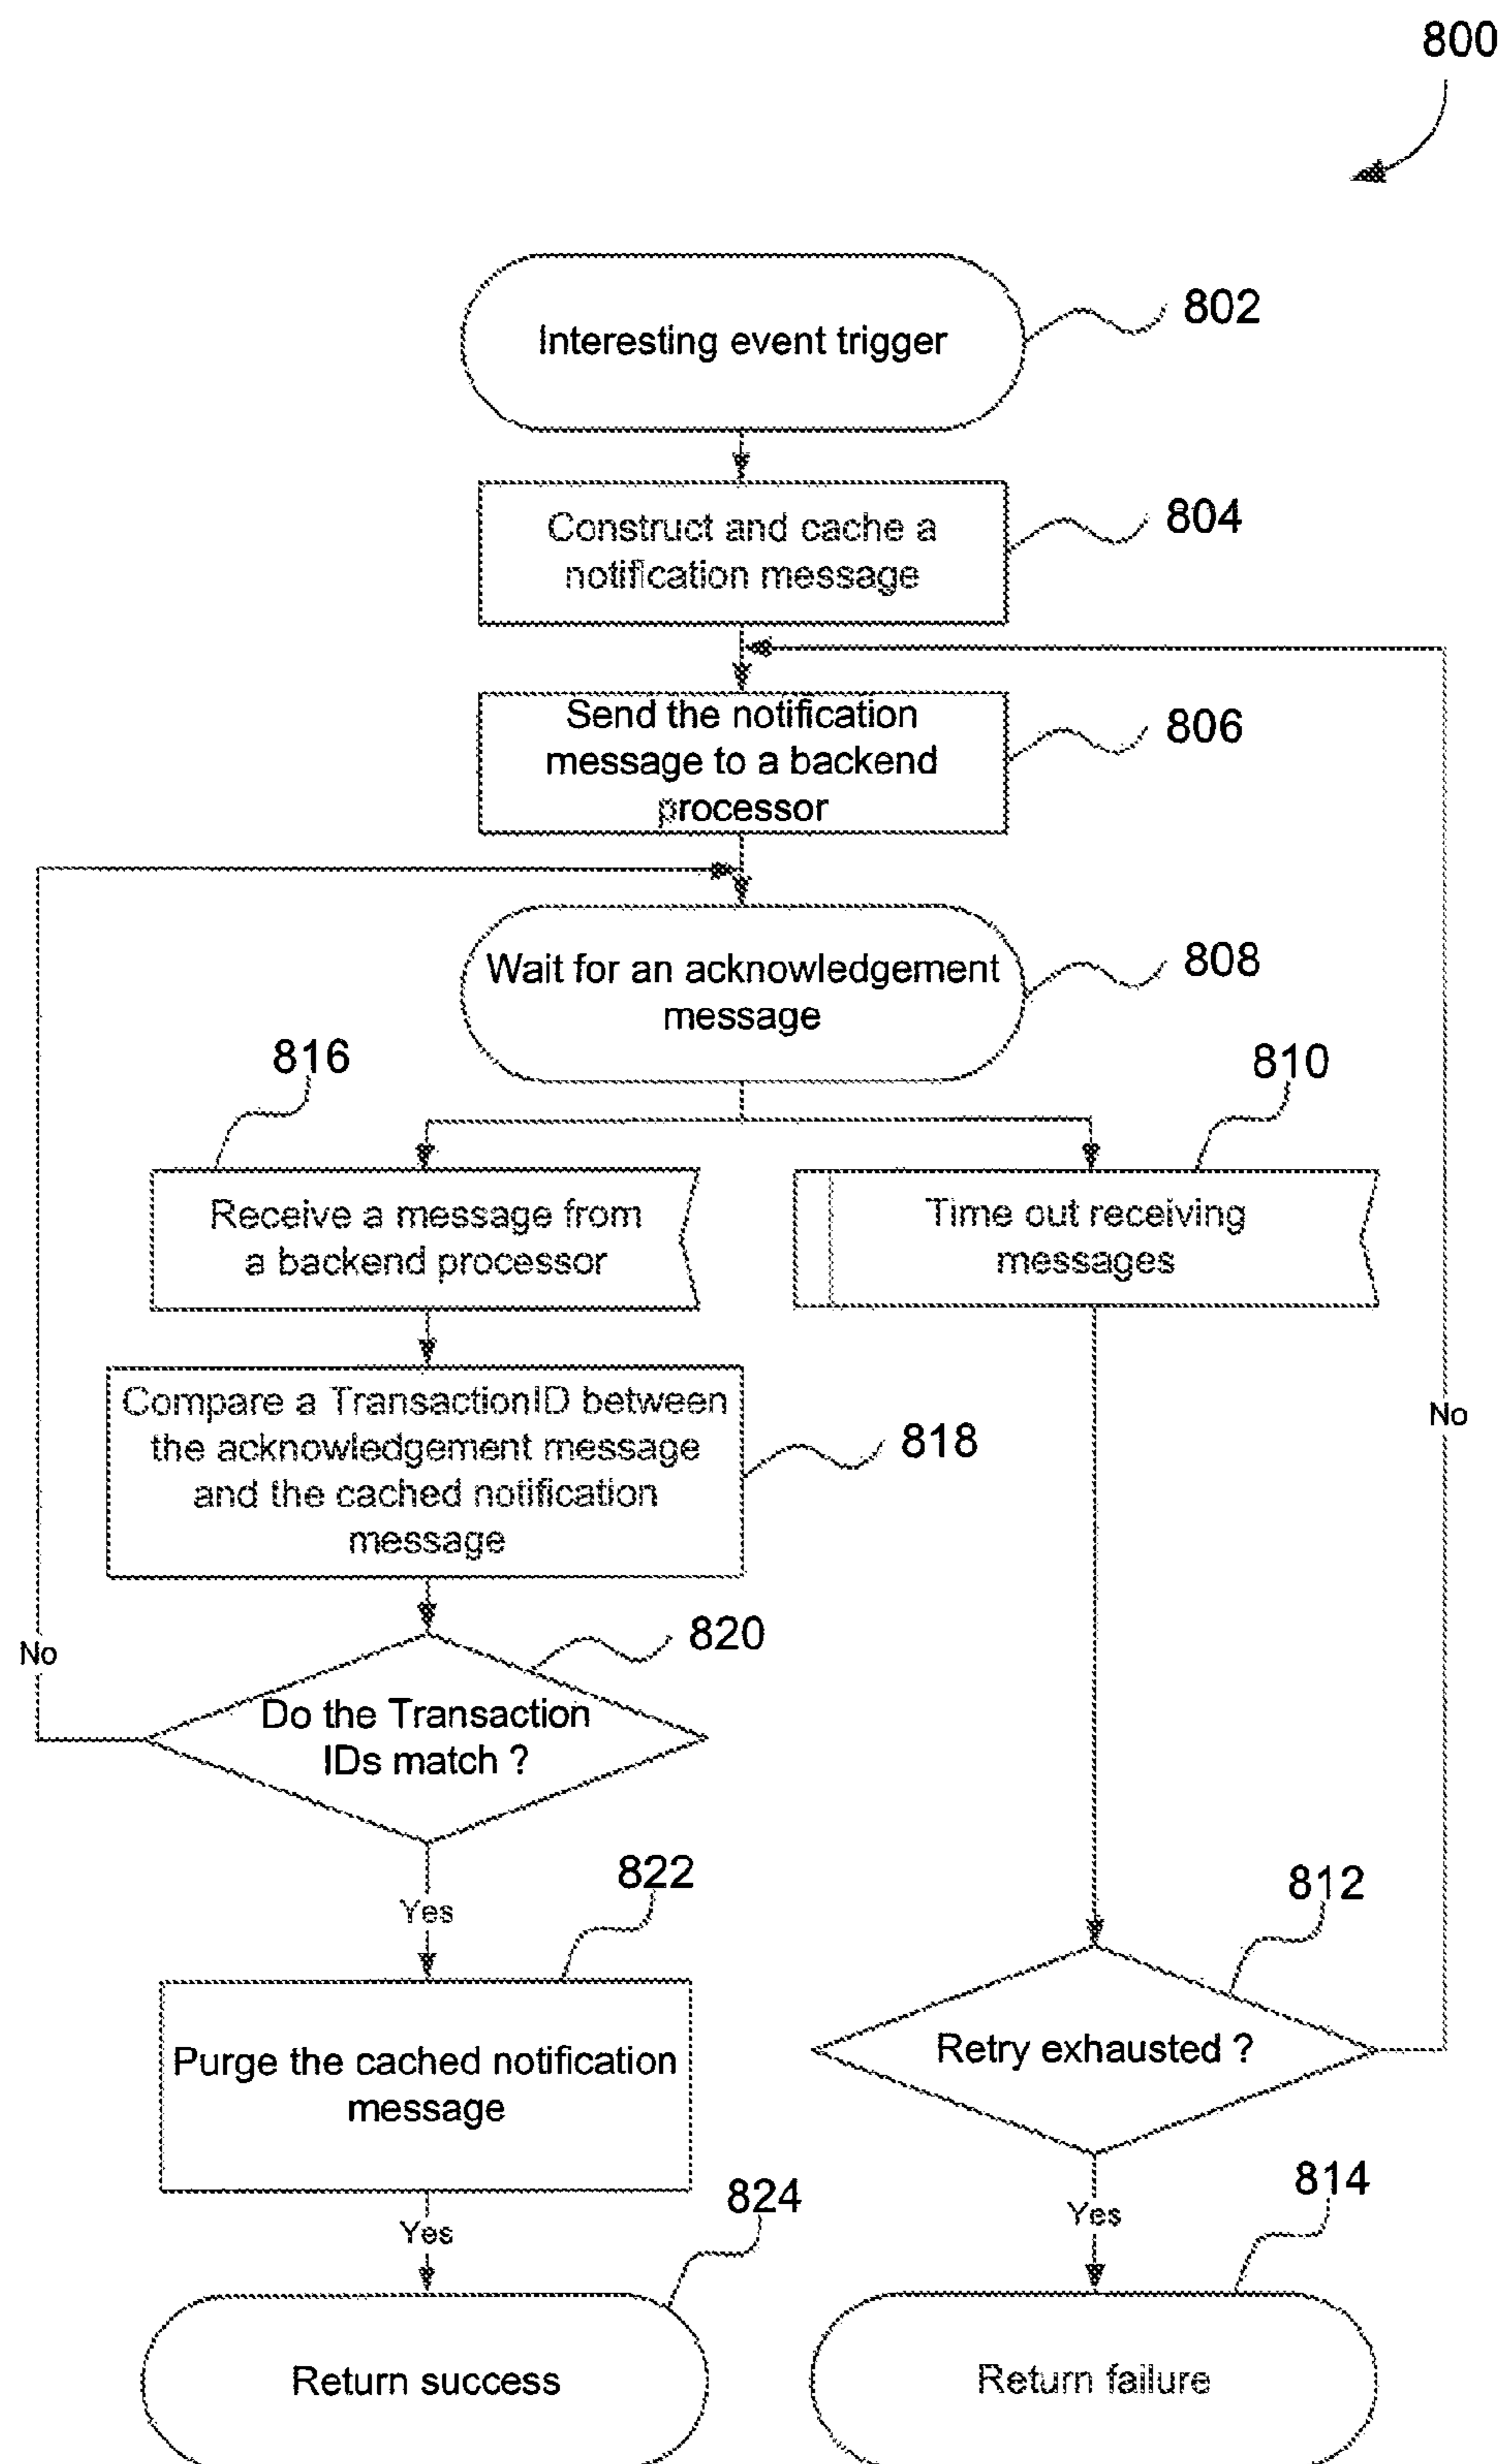 800
Interesting event trigger
802
Construct and cache a
notification message
804
Send the notification
message to a backend
processor
806
Wait for an acknowledgement
message
808
816
810
Receive a message from
a backend processor
Time out receiving
messages
Compare a TransactionID between
the acknowledgement message
and the cached notification
message
818
No
No
820
Do the Transaction
IDs match ?
Yes
822
812
Purge the cached notification
message
Retry exhausted ?
Yes
824
Yes
814
Return success
Return failure